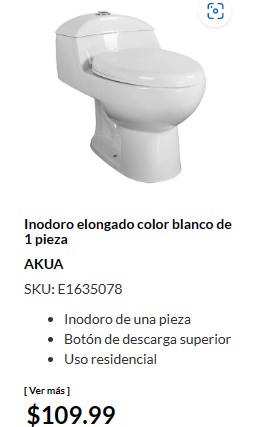 Inodoro elongado color blanco de
1 pieza
AKUA
SKU: E1635078
• Inodoro de una pieza
• Botón de descarga superior
• Uso residencial
[ Ver más ]
$109.99